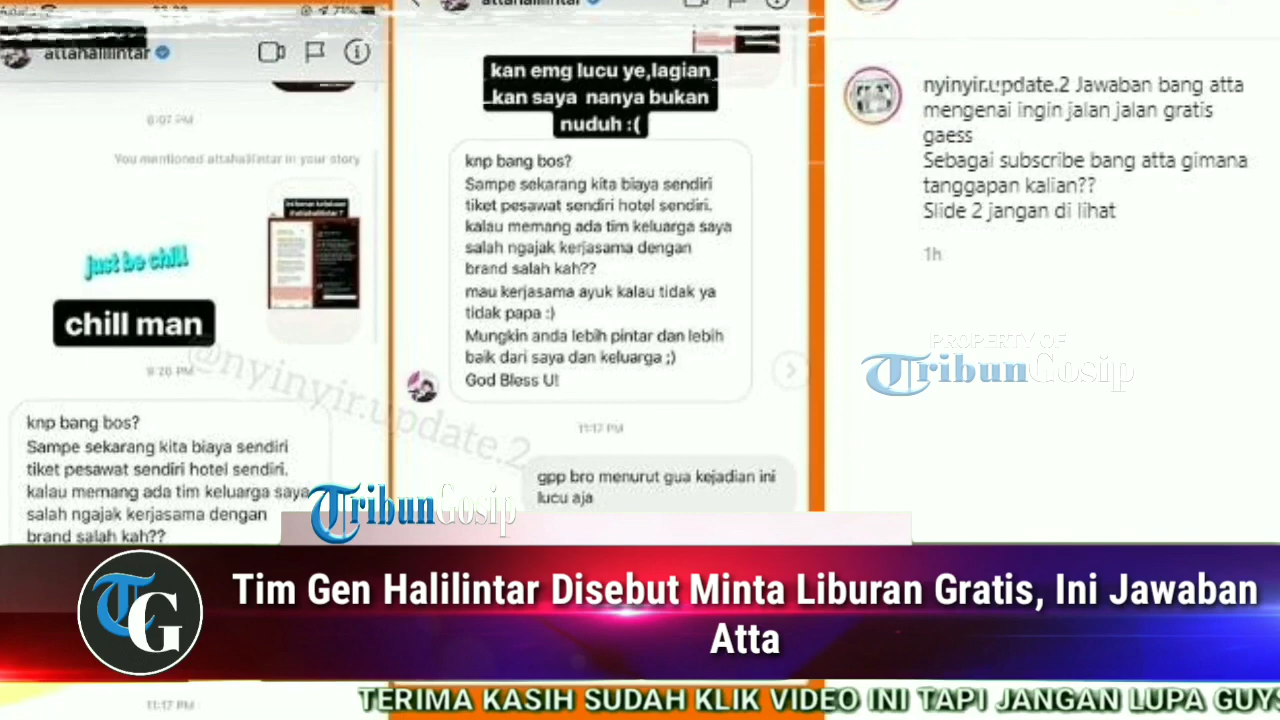 attahalilintar
8:07 PM
You mentioned attahalilintar in your story
just be chill
chill man
9:26 PM
knp bang bos?
Sampe sekarang kita biaya sendiri
tiket pesawat sendiri hotel sendiri.
kalau memang ada tim keluarga saya
salah ngajak kerjasama dengan
brand salah kah??
11:17 PM
attahalilintar
kan emg lucu ye,lagian
kan saya nanya bukan
nuduh :(
knp bang bos?
Sampe sekarang kita biaya sendiri
tiket pesawat sendiri hotel sendiri.
kalau memang ada tim keluarga saya
salah ngajak kerjasama dengan
brand salah kah??
mau kerjasama ayuk kalau tidak ya
tidak papa :)
Mungkin anda lebih pintar dan lebih
baik dari saya dan keluarga ;)
God Bless U!
11:17 PM
gpp bro menurut gua kejadian ini
lucu aja
@nyinyir.update.2
nyinyir.update.2 Jawaban bang atta
mengenai ingin jalan jalan gratis
gaess
Sebagai subscribe bang atta gimana
tanggapan kalian??
Slide 2 jangan di lihat
1h
PROPERTY OF
TribunGosip
TribunGosip
TG
Tim Gen Halilintar Disebut Minta Liburan Gratis, Ini Jawaban
Atta
TERIMA KASIH SUDAH KLIK VIDEO INI TAPI JANGAN LUPA GUYS